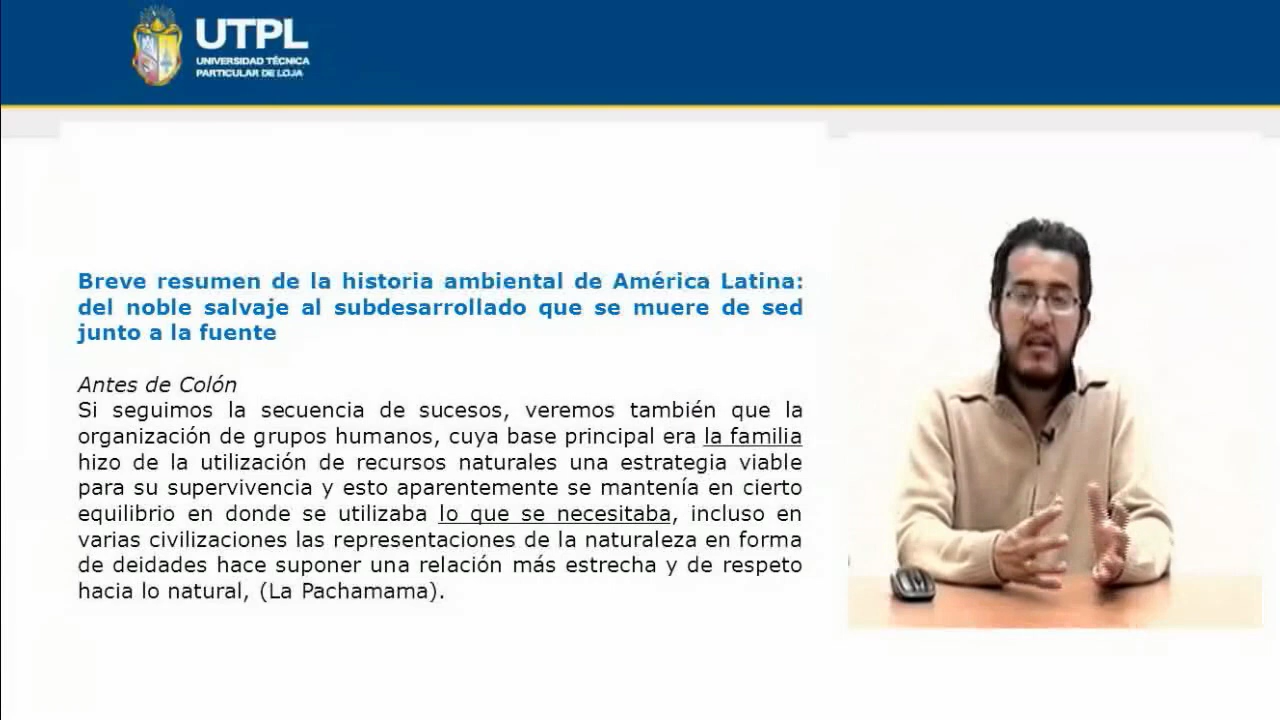 UTPL
UNIVERSIDAD TÉCNICA
PARTICULAR DE LOJA
Breve resumen de la historia ambiental de América Latina:
del noble salvaje al subdesarrollado que se muere de sed
junto a la fuente
Antes de Colón
Si seguimos la secuencia de sucesos, veremos también que la
organización de grupos humanos, cuya base principal era la familia
hizo de la utilización de recursos naturales una estrategia viable
para su supervivencia y esto aparentemente se mantenía en cierto
equilibrio en donde se utilizaba lo que se necesitaba, incluso en
varias civilizaciones las representaciones de la naturaleza en forma
de deidades hace suponer una relación más estrecha y de respeto
hacia lo natural, (La Pachamama).